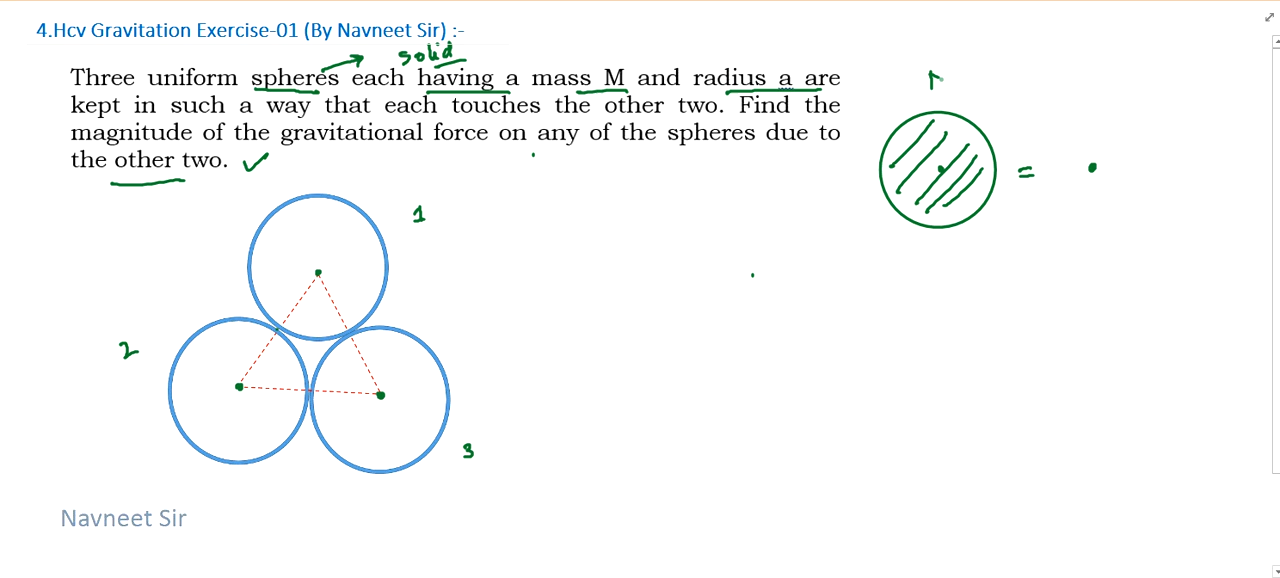 4.Hcv Gravitation Exercise-01 (By Navneet Sir) :-
solid
Three uniform spheres each having a mass M and radius a are
kept in such a way that each touches the other two. Find the
magnitude of the gravitational force on any of the spheres due to
the other two.
=
1
2
3
Navneet Sir